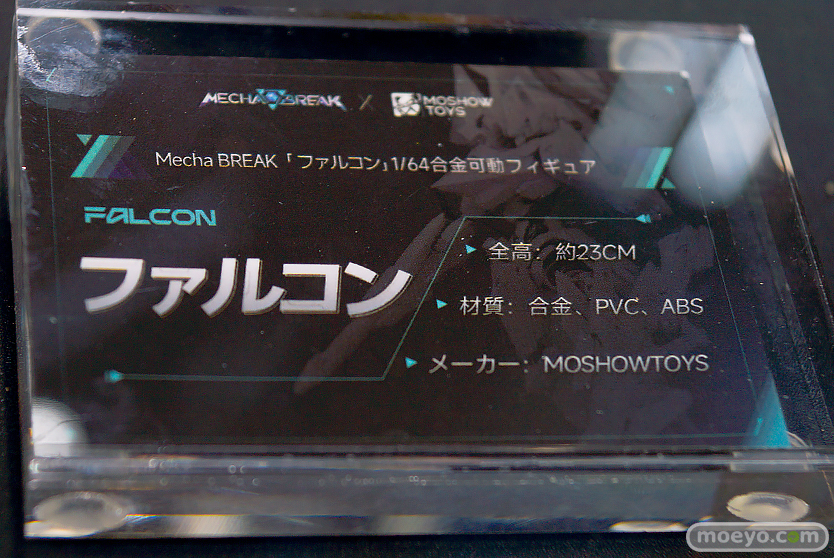 MECHA BREAK X MOSHOW TOYS
Mecha BREAK「ファルコン」1/64合金可動フィギュア
FALCON
ファルコン
全高：約23CM
材質：合金、PVC、ABS
メーカー：MOSHOWTOYS
moeyo.com